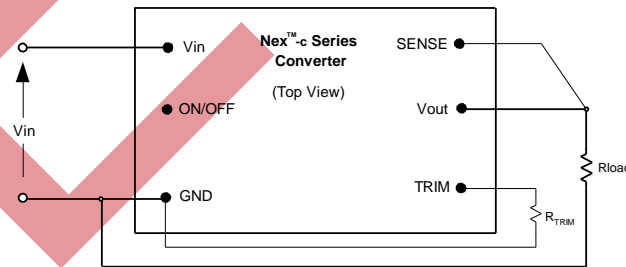 Nex™-c Series
Converter
(Top View)
Vin
ON/OFF
GND
SENSE
Vout
TRIM
Vin
Rload
RTRIM